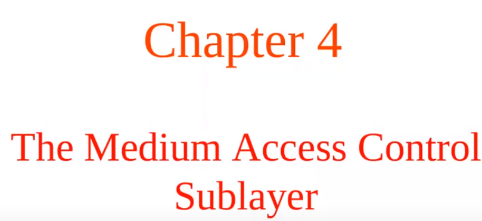 Chapter 4
The Medium Access Control
Sublayer